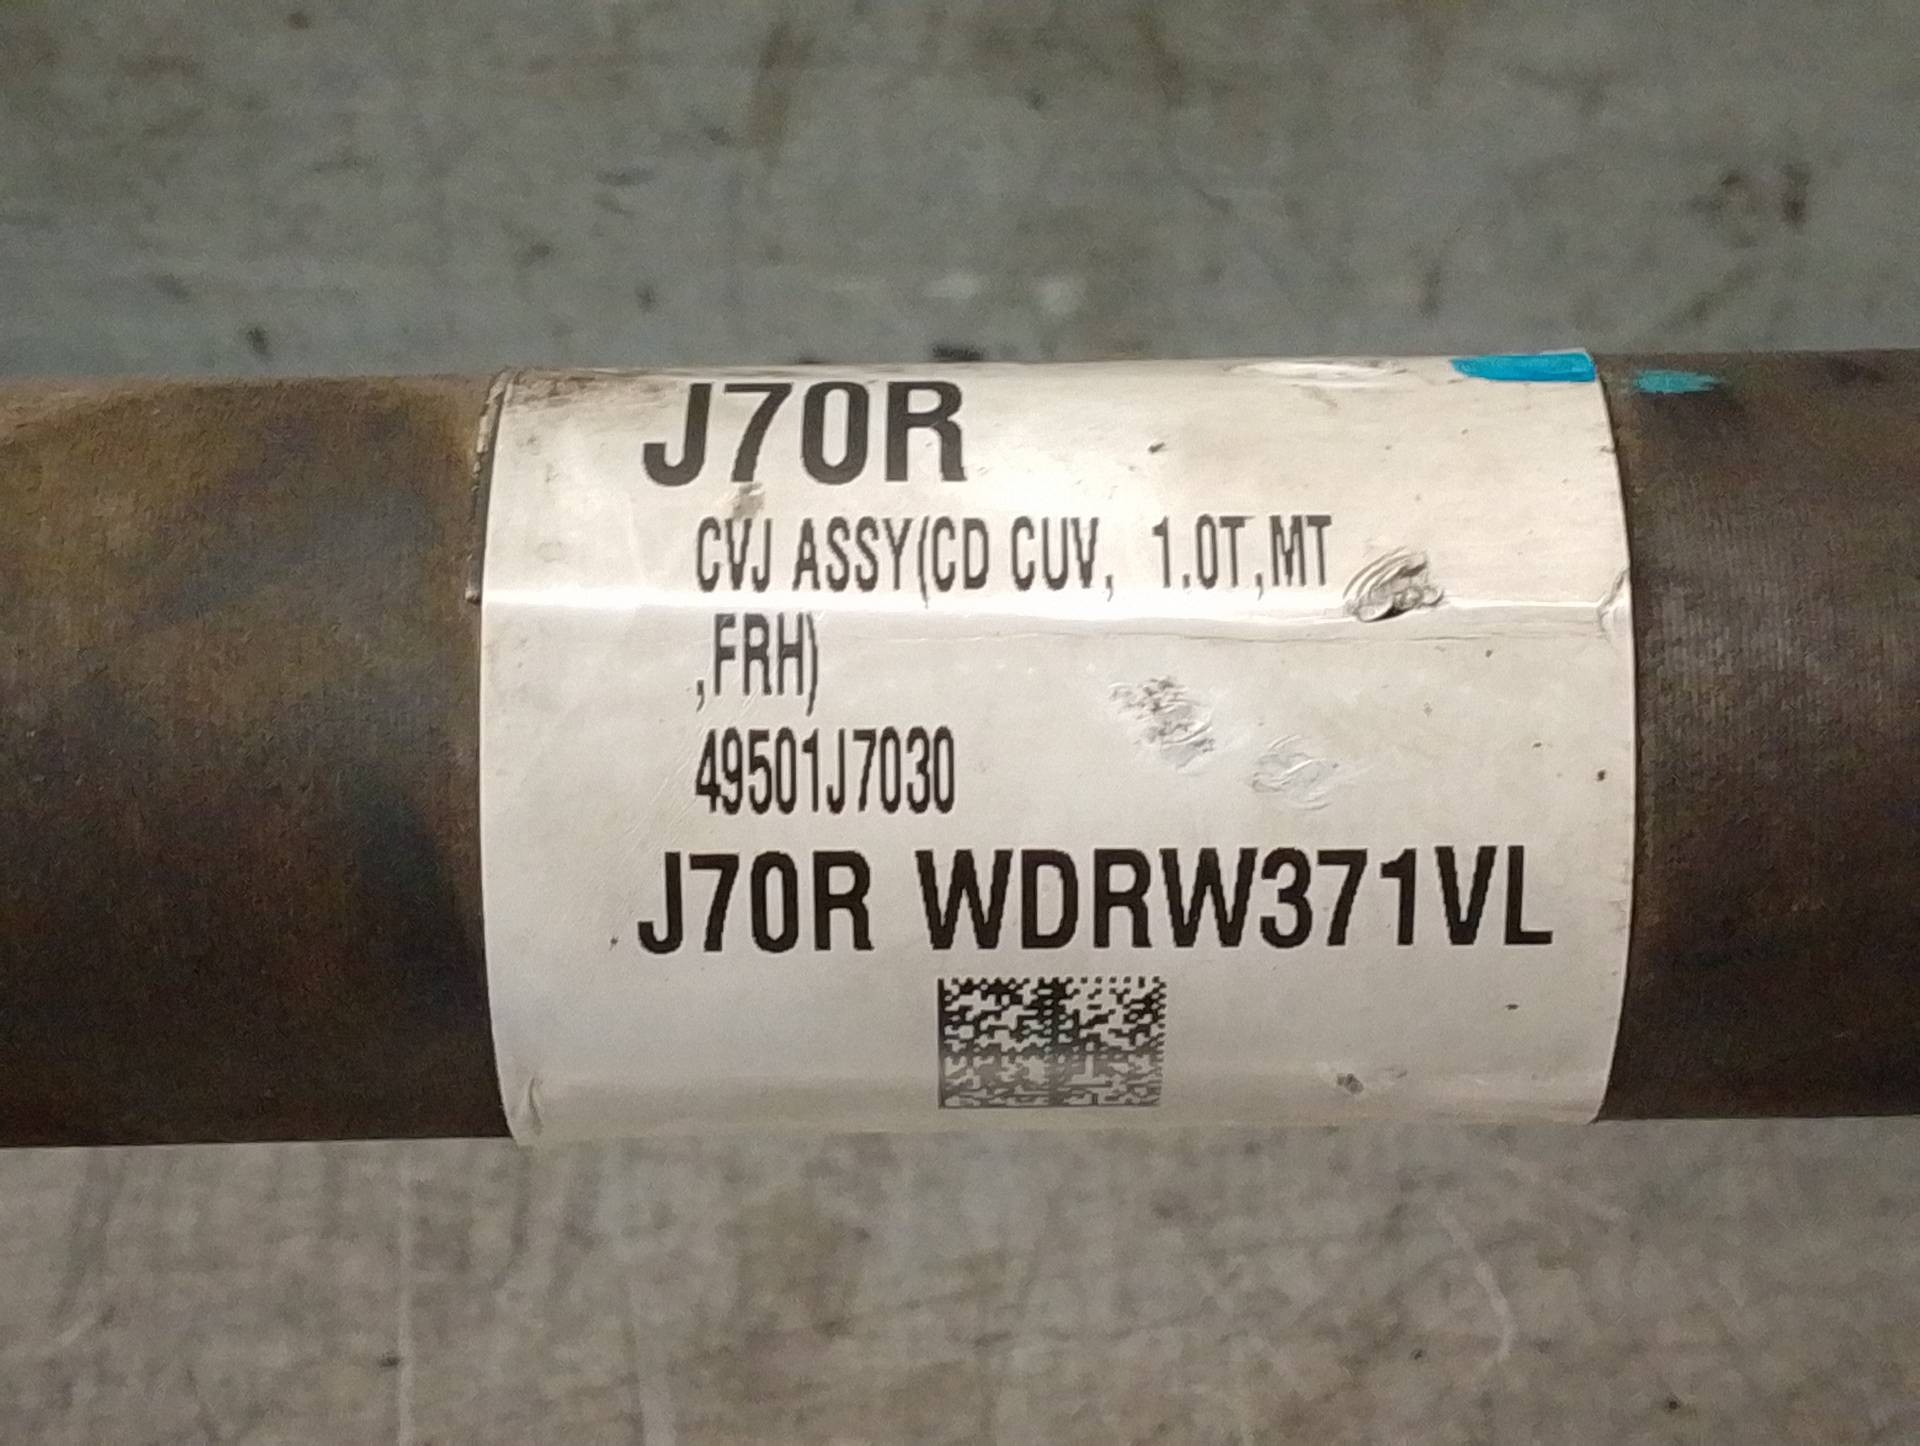 J70R
CVJ ASSY(CD CUV, 1.0T,MT
,FRH)
49501J7030
J70R WDRW371VL